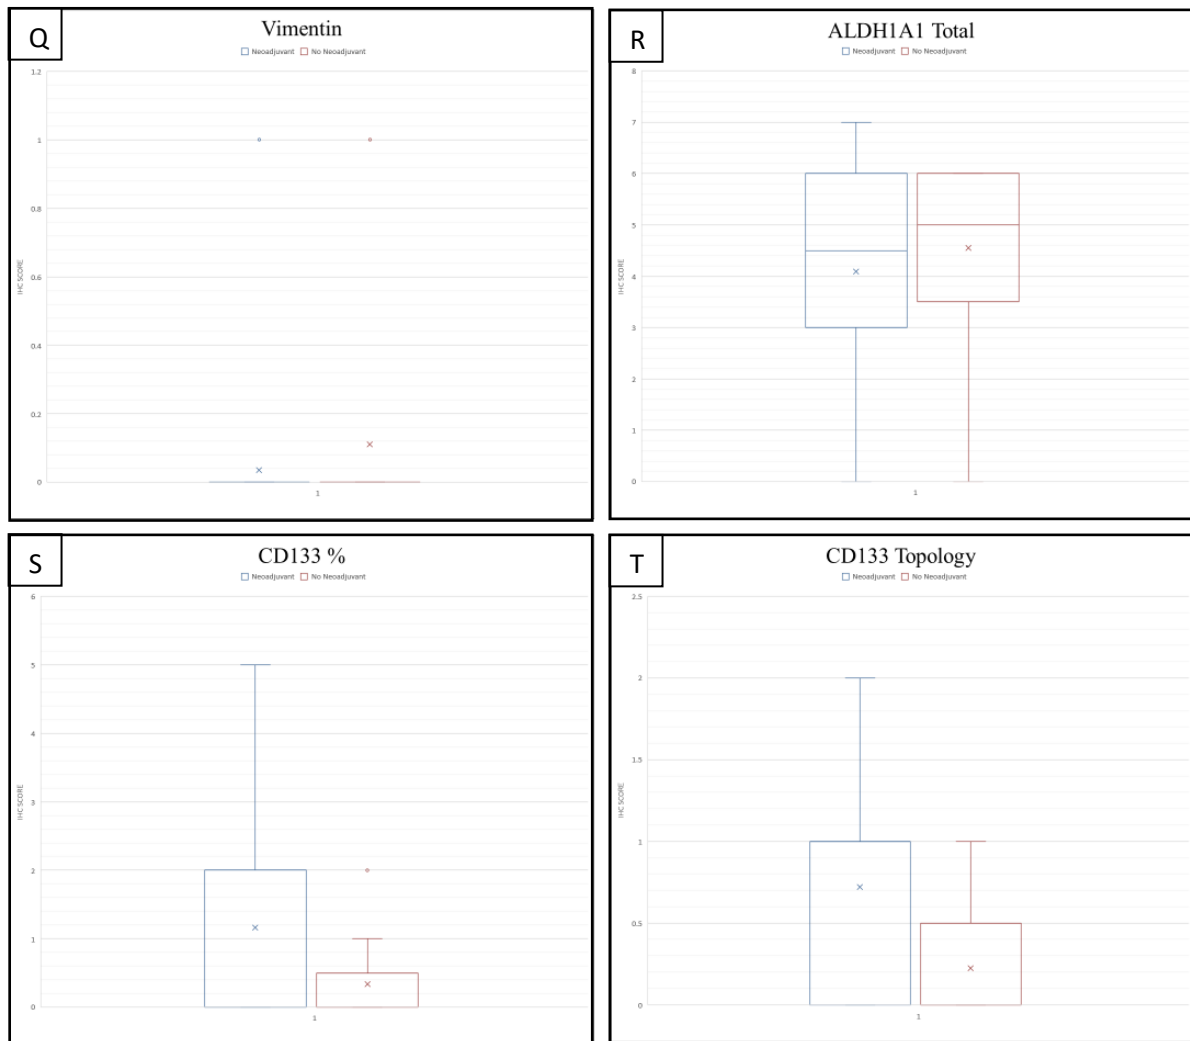 Q
Vimentin
Neoadjuvant No Neoadjuvant
1.2
1
0.8
0.6
0.4
0.2
0
IHC SCORE
1
R
ALDH1A1 Total
Neoadjuvant No Neoadjuvant
8
7
6
5
4
3
2
1
0
IHC SCORE
1
S
CD133 %
Neoadjuvant No Neoadjuvant
6
5
4
3
2
1
0
IHC SCORE
1
T
CD133 Topology
Neoadjuvant No Neoadjuvant
2.5
2
1.5
1
0.5
0
IHC SCORE
1